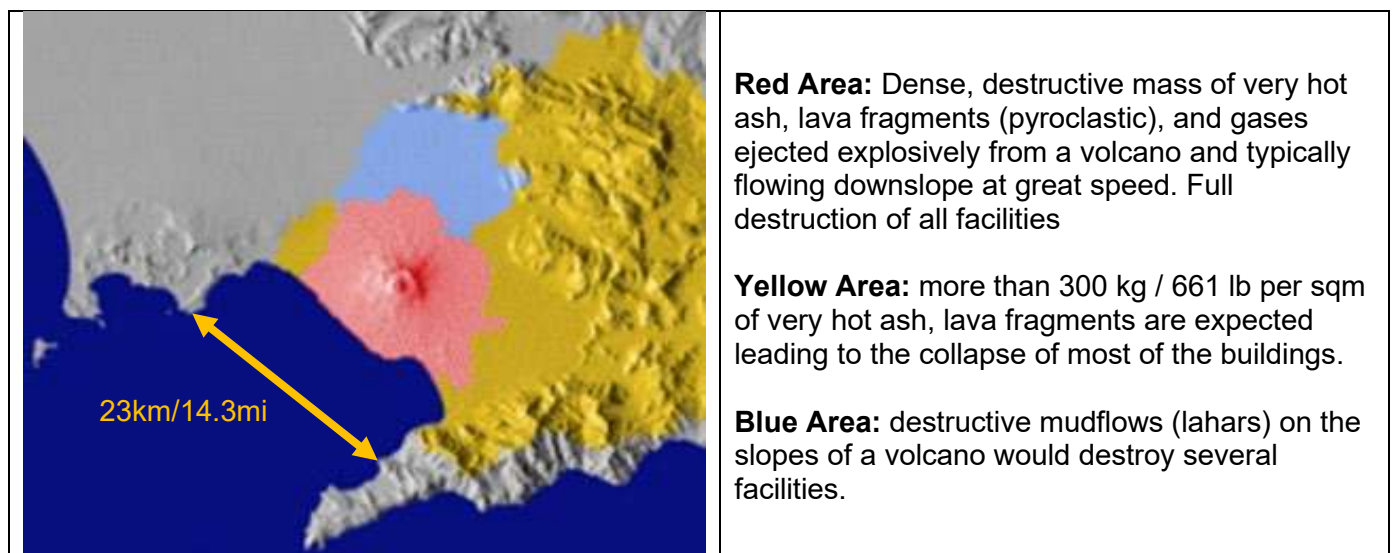 23km/14.3mi
Red Area: Dense, destructive mass of very hot
ash, lava fragments (pyroclastic), and gases
ejected explosively from a volcano and typically
flowing downslope at great speed. Full
destruction of all facilities
Yellow Area: more than 300 kg / 661 lb per sqm
of very hot ash, lava fragments are expected
leading to the collapse of most of the buildings.
Blue Area: destructive mudflows (lahars) on the
slopes of a volcano would destroy several
facilities.